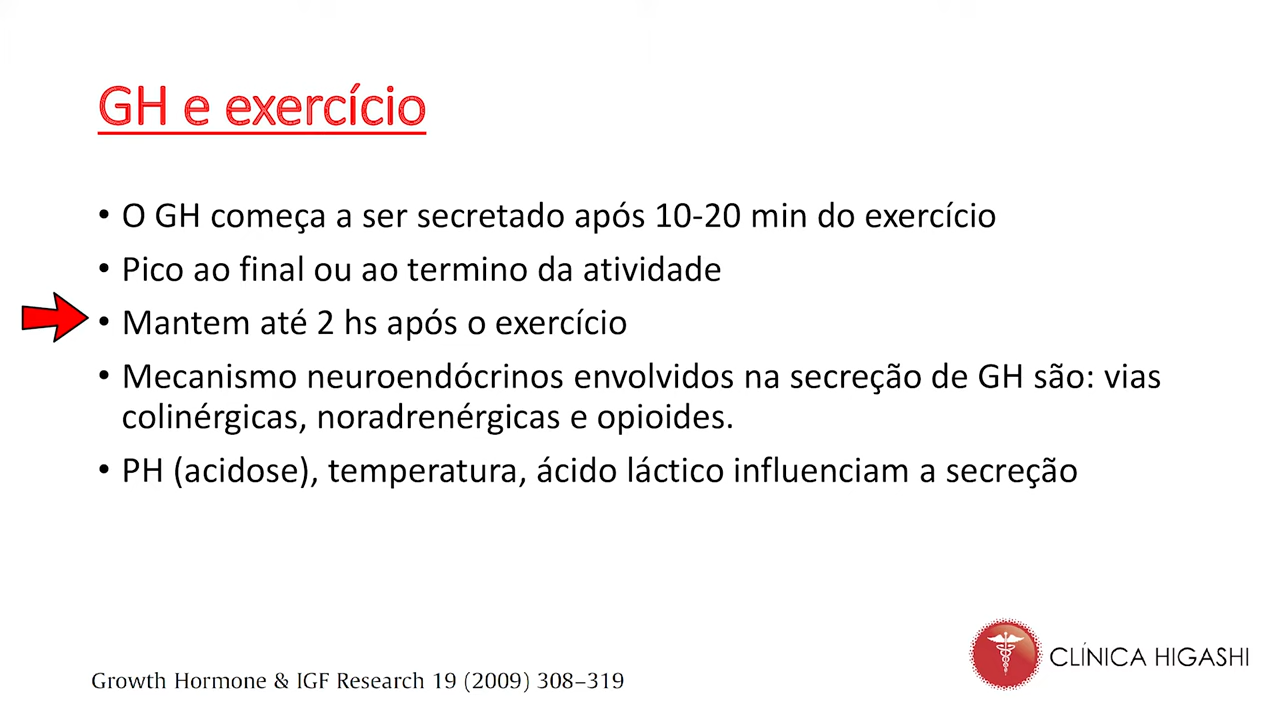 GH e exercício
• O GH começa a ser secretado após 10-20 min do exercício
• Pico ao final ou ao termino da atividade
• Mantem até 2 hs após o exercício
• Mecanismo neuroendócrinos envolvidos na secreção de GH são: vias
colinérgicas, noradrenérgicas e opioides.
• PH (acidose), temperatura, ácido láctico influenciam a secreção
CLÍNICA HIGASHI
Growth Hormone & IGF Research 19 (2009) 308–319